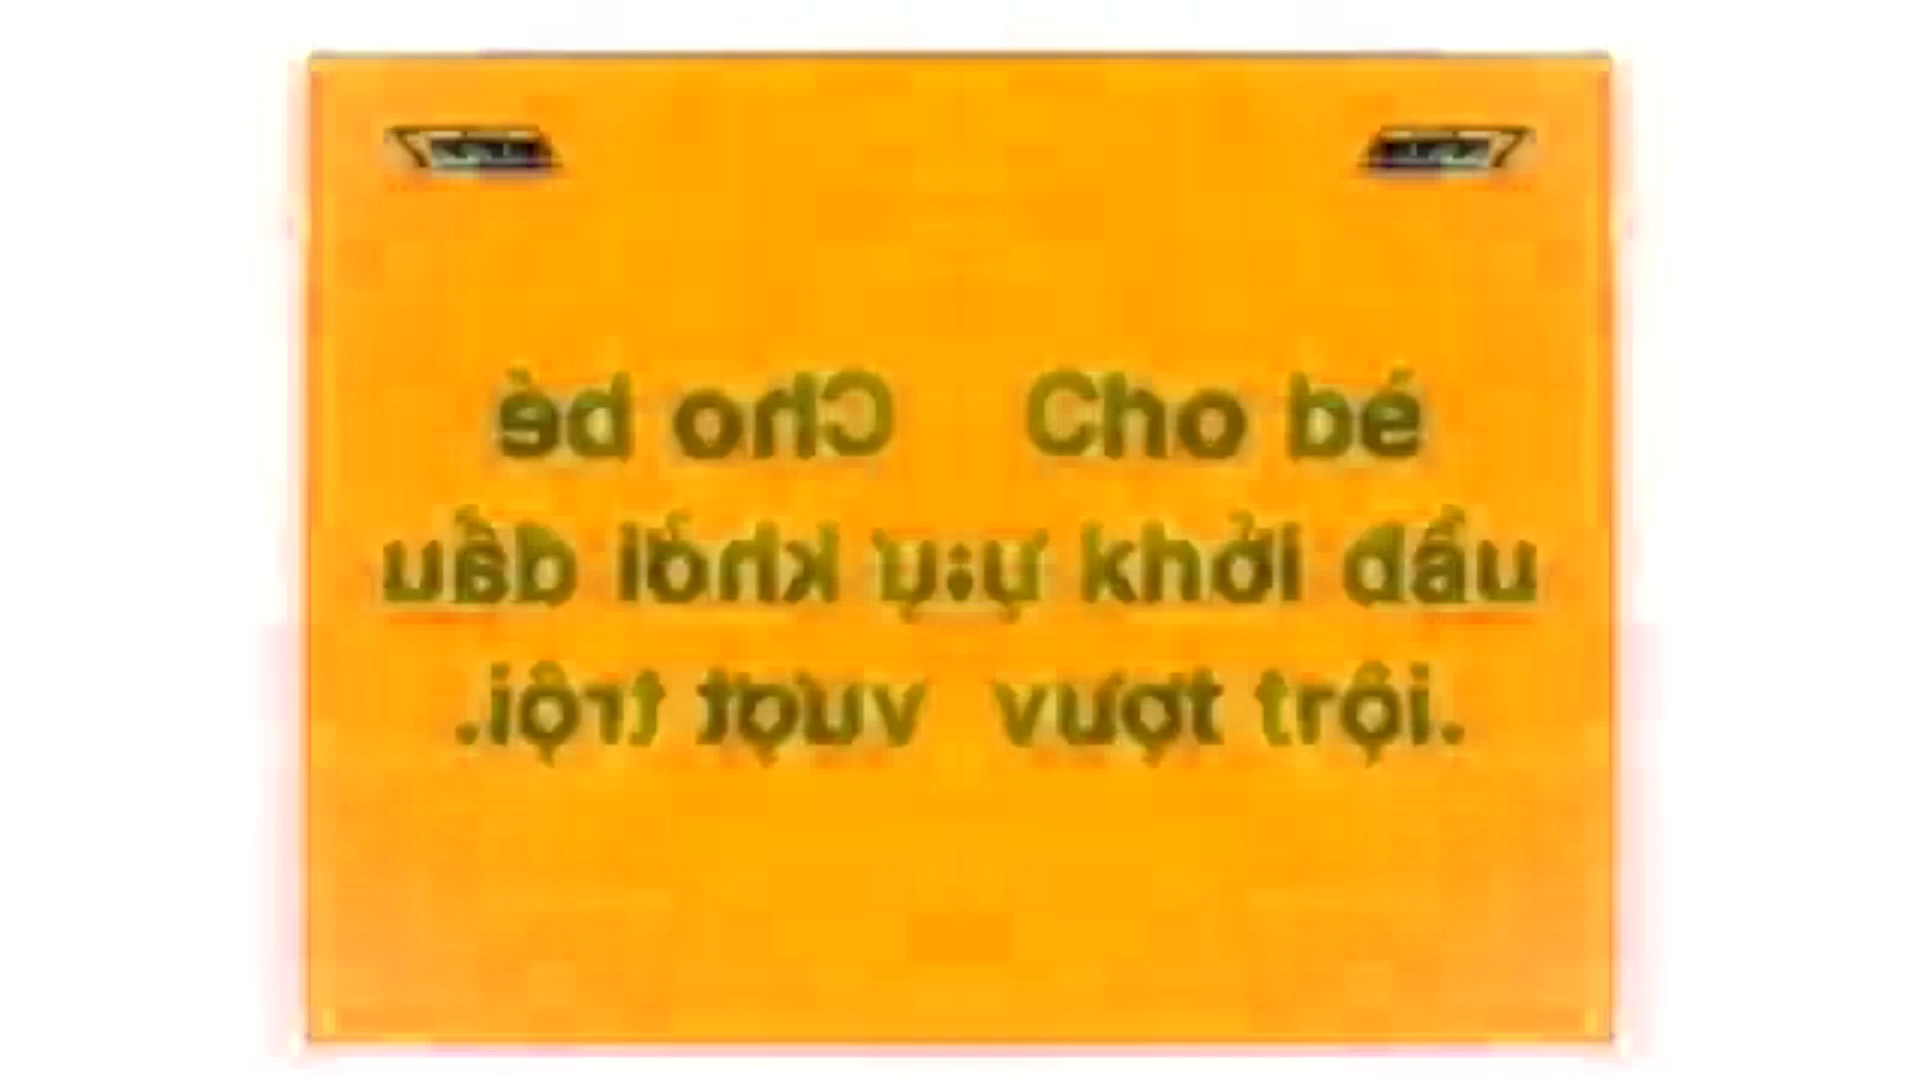 Cho bé
khởi đầu
vượt trội.